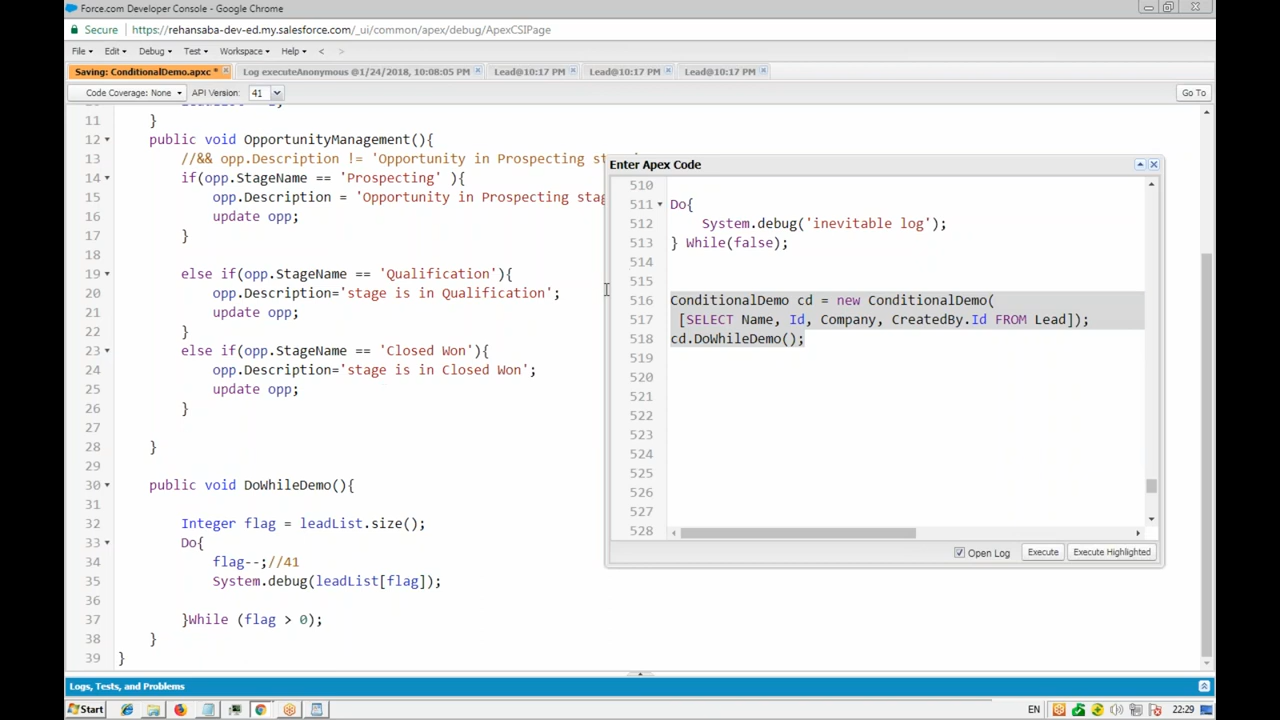 Force.com Developer Console - Google Chrome
Secure https://rehansaba-dev-ed.my.salesforce.com/_ui/common/apex/debug/ApexCSIPage
File Edit Debug Test Workspace Help < >
Saving: ConditionalDemo.apxc * Log executeAnonymous @1/24/2018, 10:08:05 PM Lead@10:17 PM Lead@10:17 PM Lead@10:17 PM
Code Coverage: None API Version: 41 Go To
11 }
12 public void OpportunityManagement(){
13 //&& opp.Description != 'Opportunity in Prospecting
14 if(opp.StageName == 'Prospecting' ){
15 opp.Description = 'Opportunity in Prospecting stag
16 update opp;
17 }
18
19 else if(opp.StageName == 'Qualification'){
20 opp.Description='stage is in Qualification';
21 update opp;
22 }
23 else if(opp.StageName == 'Closed Won'){
24 opp.Description='stage is in Closed Won';
25 update opp;
26 }
27
28 }
29
30 public void DoWhileDemo(){
31
32 Integer flag = leadList.size();
33 Do{
34 flag--;//41
35 System.debug(leadList[flag]);
36
37 }While (flag > 0);
38 }
39 }
Enter Apex Code
510
511 Do{
512 System.debug('inevitable log');
513 } While(false);
514
515
516 ConditionalDemo cd = new ConditionalDemo(
517 [SELECT Name, Id, Company, CreatedBy.Id FROM Lead]);
518 cd.DoWhileDemo();
519
520
521
522
523
524
525
526
527
528
Open Log Execute Execute Highlighted
Logs, Tests, and Problems
Start EN 22:29